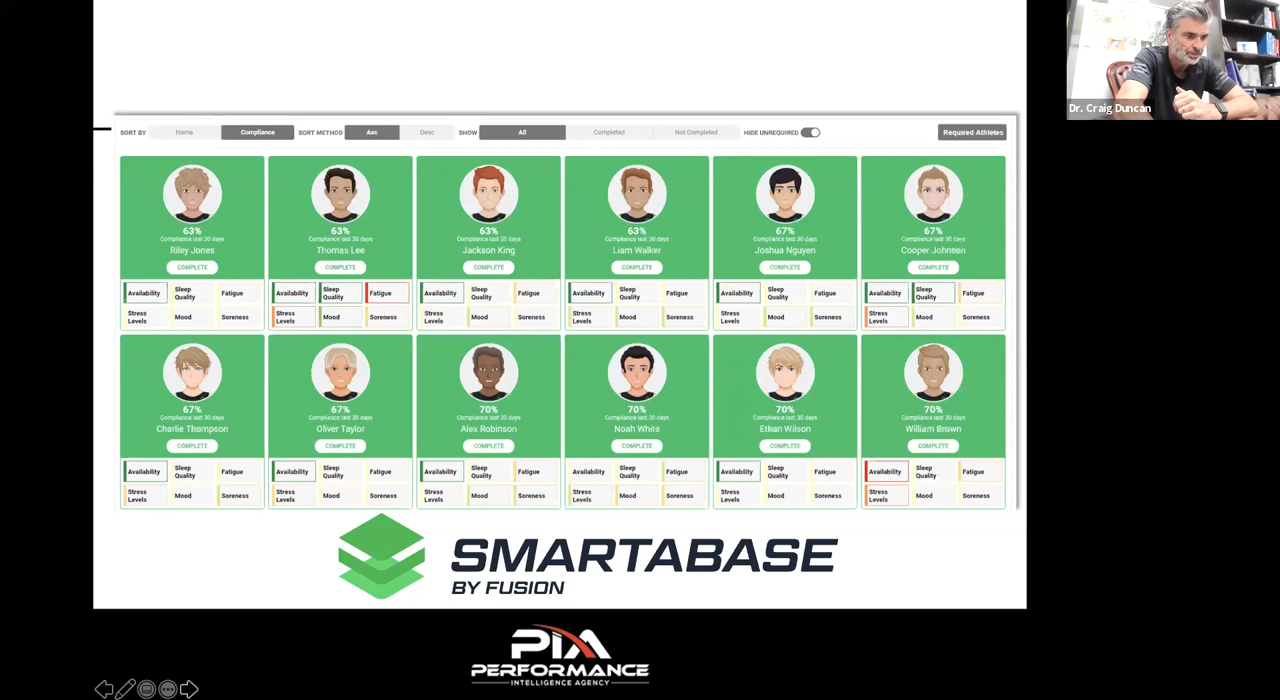 Dr. Craig Duncan
SORT BY Name Compliance SORT METHOD Asc Desc SHOW All Completed Not Completed HIDE UNREQUIRED Required Athletes
63%
Compliance last 30 days
Riley Jones
COMPLETE
Availability Sleep Quality Fatigue
Stress Levels Mood Soreness
63%
Compliance last 30 days
Thomas Lee
COMPLETE
Availability Sleep Quality Fatigue
Stress Levels Mood Soreness
63%
Compliance last 30 days
Jackson King
COMPLETE
Availability Sleep Quality Fatigue
Stress Levels Mood Soreness
63%
Compliance last 30 days
Liam Walker
COMPLETE
Availability Sleep Quality Fatigue
Stress Levels Mood Soreness
67%
Compliance last 30 days
Joshua Nguyen
COMPLETE
Availability Sleep Quality Fatigue
Stress Levels Mood Soreness
67%
Compliance last 30 days
Cooper Johnson
COMPLETE
Availability Sleep Quality Fatigue
Stress Levels Mood Soreness
67%
Compliance last 30 days
Charlie Thompson
COMPLETE
Availability Sleep Quality Fatigue
Stress Levels Mood Soreness
67%
Compliance last 30 days
Oliver Taylor
COMPLETE
Availability Sleep Quality Fatigue
Stress Levels Mood Soreness
70%
Compliance last 30 days
Alex Robinson
COMPLETE
Availability Sleep Quality Fatigue
Stress Levels Mood Soreness
70%
Compliance last 30 days
Noah White
COMPLETE
Availability Sleep Quality Fatigue
Stress Levels Mood Soreness
70%
Compliance last 30 days
Ethan Wilson
COMPLETE
Availability Sleep Quality Fatigue
Stress Levels Mood Soreness
70%
Compliance last 30 days
William Brown
COMPLETE
Availability Sleep Quality Fatigue
Stress Levels Mood Soreness
SMARTABASE
BY FUSION
PIA
PERFORMANCE
INTELLIGENCE AGENCY